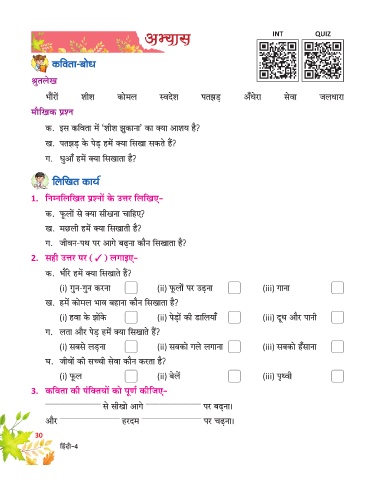 अभ्यास
INT QUIZ
कविता-बोध
श्रुतलेख
भौंरों शीश कोमल स्वदेश पतझड़ अँधेरा सेवा जलधारा
मौखिक प्रश्न
क. इस कविता में ‘शीश झुकाना’ का क्या आशय है?
ख. पतझड़ के पेड़ हमें क्या सिखा सकते हैं?
ग. धुआँ हमें क्या सिखाता है?
लिखित कार्य
1. निम्नलिखित प्रश्नों के उत्तर लिखिए-
क. फूलों से क्या सीखना चाहिए?
ख. मछली हमें क्या सिखाती है?
ग. जीवन-पथ पर आगे बढ़ना कौन सिखाता है?
2. सही उत्तर पर ( ✓ ) लगाइए-
क. भौंरे हमें क्या सिखाते हैं?
(i) गुन-गुन करना (ii) फूलों पर उड़ना (iii) गाना
ख. हमें कोमल भाव बहाना कौन सिखाता है?
(i) हवा के झोंके (ii) पेड़ों की डालियाँ (iii) दूध और पानी
ग. लता और पेड़ हमें क्या सिखाते हैं?
(i) सबसे लड़ना (ii) सबको गले लगाना (iii) सबको हँसाना
घ. जीवों की सच्ची सेवा कौन करता है?
(i) फूल (ii) बेलें (iii) पृथ्वी
3. कविता की पंक्तियों को पूर्ण कीजिए-
____________ से सीखो आगे ____________ पर बढ़ना।
और ____________ हरदम ____________ पर चढ़ना।
30
हिंदी-4